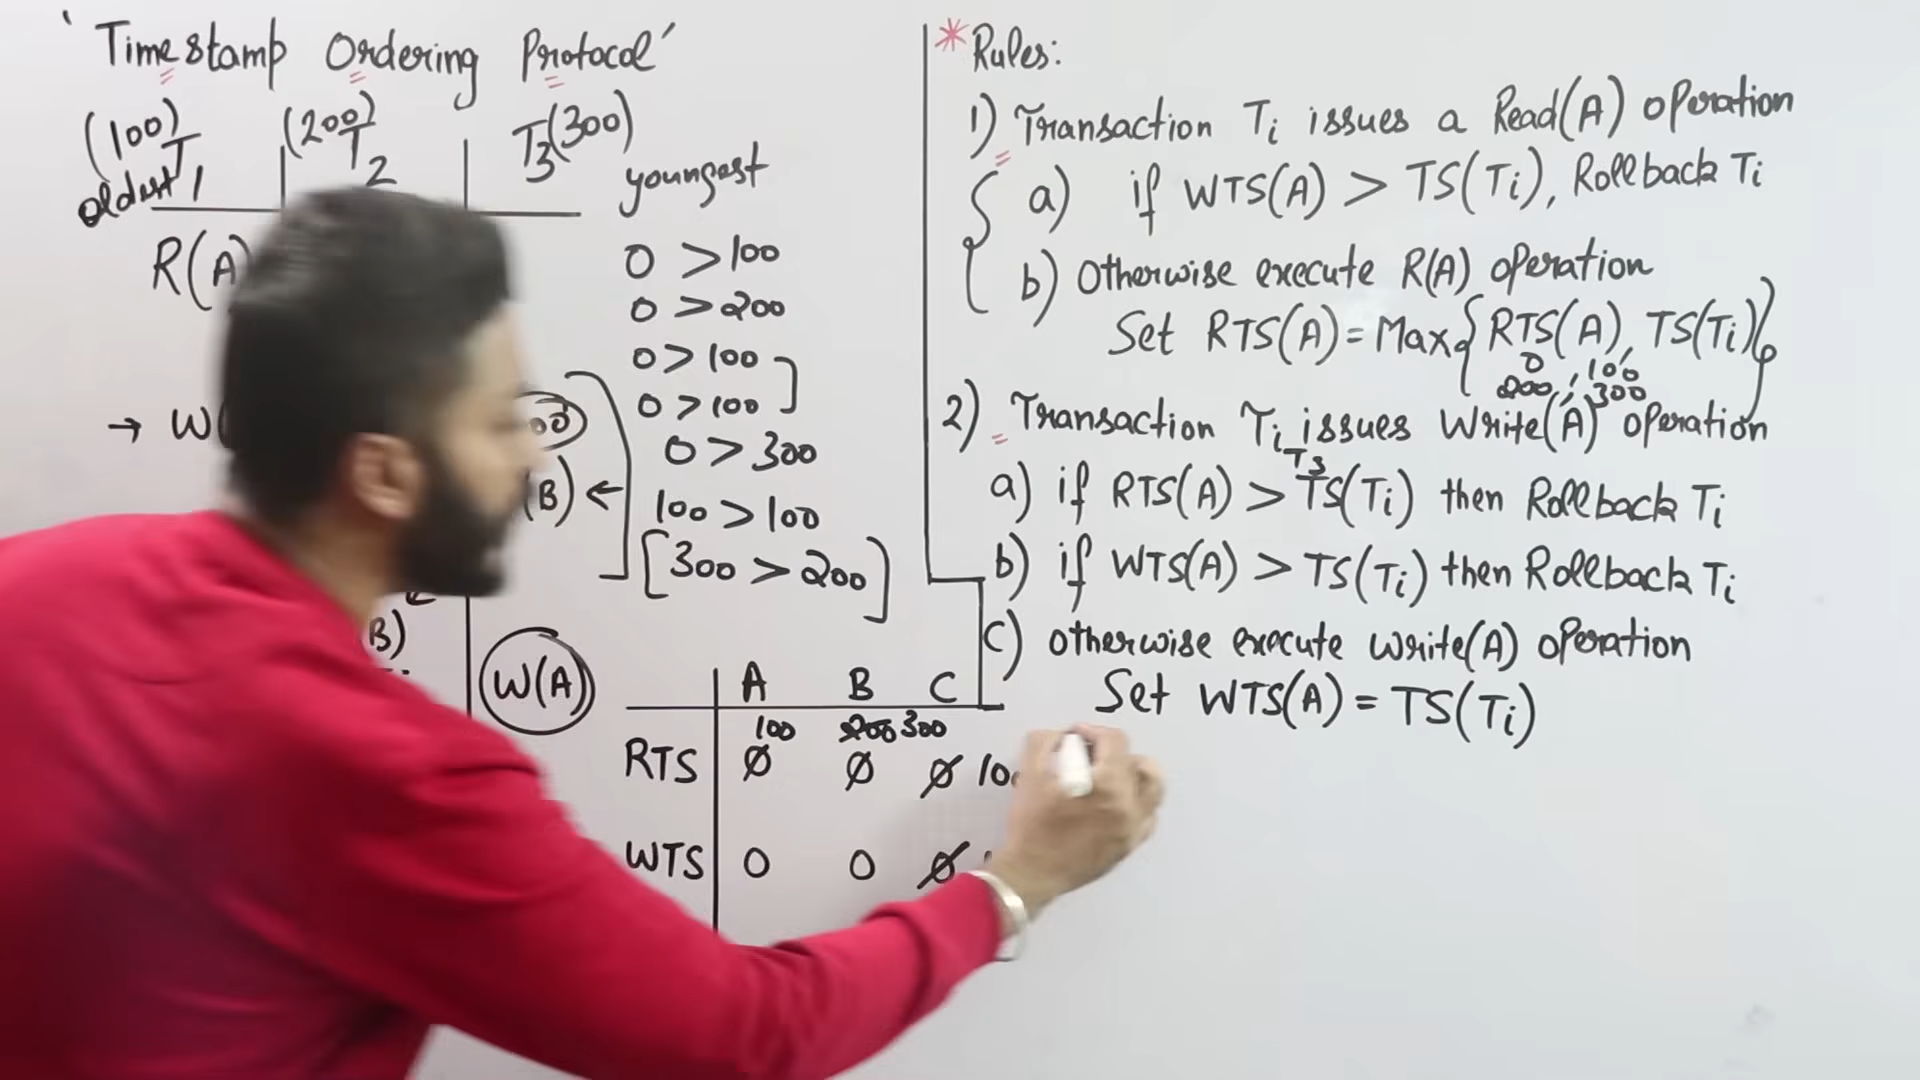 'Timestamp Ordering Protocol'
(100) (200) T3(300)
T1 T2
oldest youngest
R(A)
0 > 100
0 > 200
0 > 100
0 > 100
0 > 300
100 > 100
[300 > 200]
→ W(
(B) ←
B)
W(A)
A B C
100 200 300
RTS 0 0 0
WTS 0 0 0
* Rules:
1) Transaction Ti issues a Read(A) operation
a) if WTS(A) > TS(Ti), Rollback Ti
b) Otherwise execute R(A) operation
Set RTS(A) = Max{RTS(A), TS(Ti)}
0, 100
200, 300
2) Transaction Ti issues Write(A) operation
T3
a) if RTS(A) > TS(Ti) then Rollback Ti
b) if WTS(A) > TS(Ti) then Rollback Ti
c) otherwise execute write(A) operation
Set WTS(A) = TS(Ti)